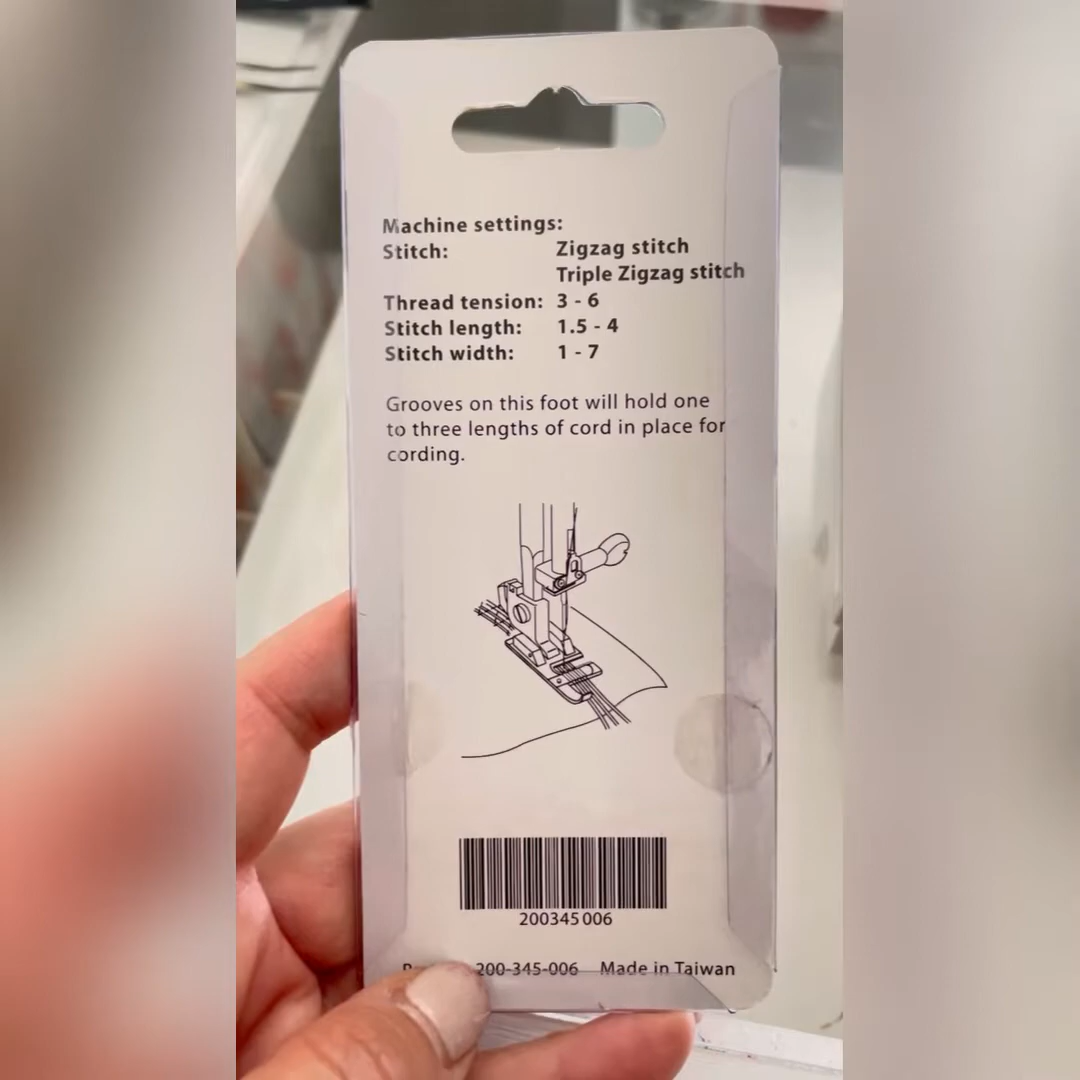 Machine settings:
Stitch: Zigzag stitch
Triple Zigzag stitch
Thread tension: 3 - 6
Stitch length: 1.5 - 4
Stitch width: 1 - 7
Grooves on this foot will hold one
to three lengths of cord in place for
cording.
200345006
200-345-006 Made in Taiwan